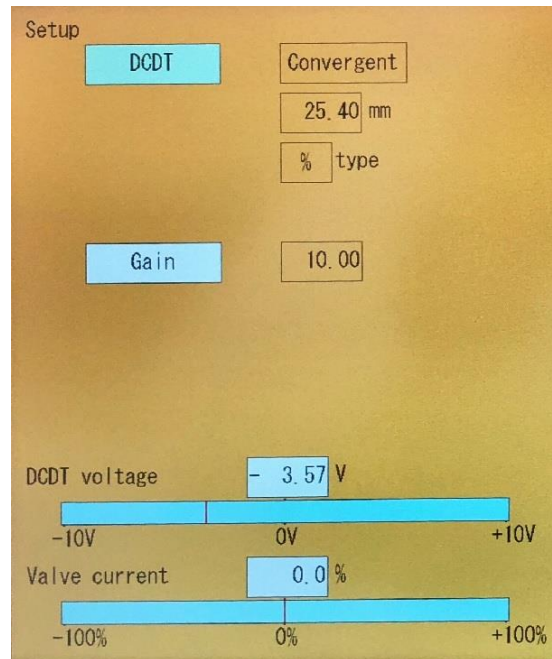 Setup
DCDT Convergent
25.40 mm
% type
Gain 10.00
DCDT voltage - 3.57 V
-10V 0V +10V
Valve current 0.0 %
-100% 0% +100%